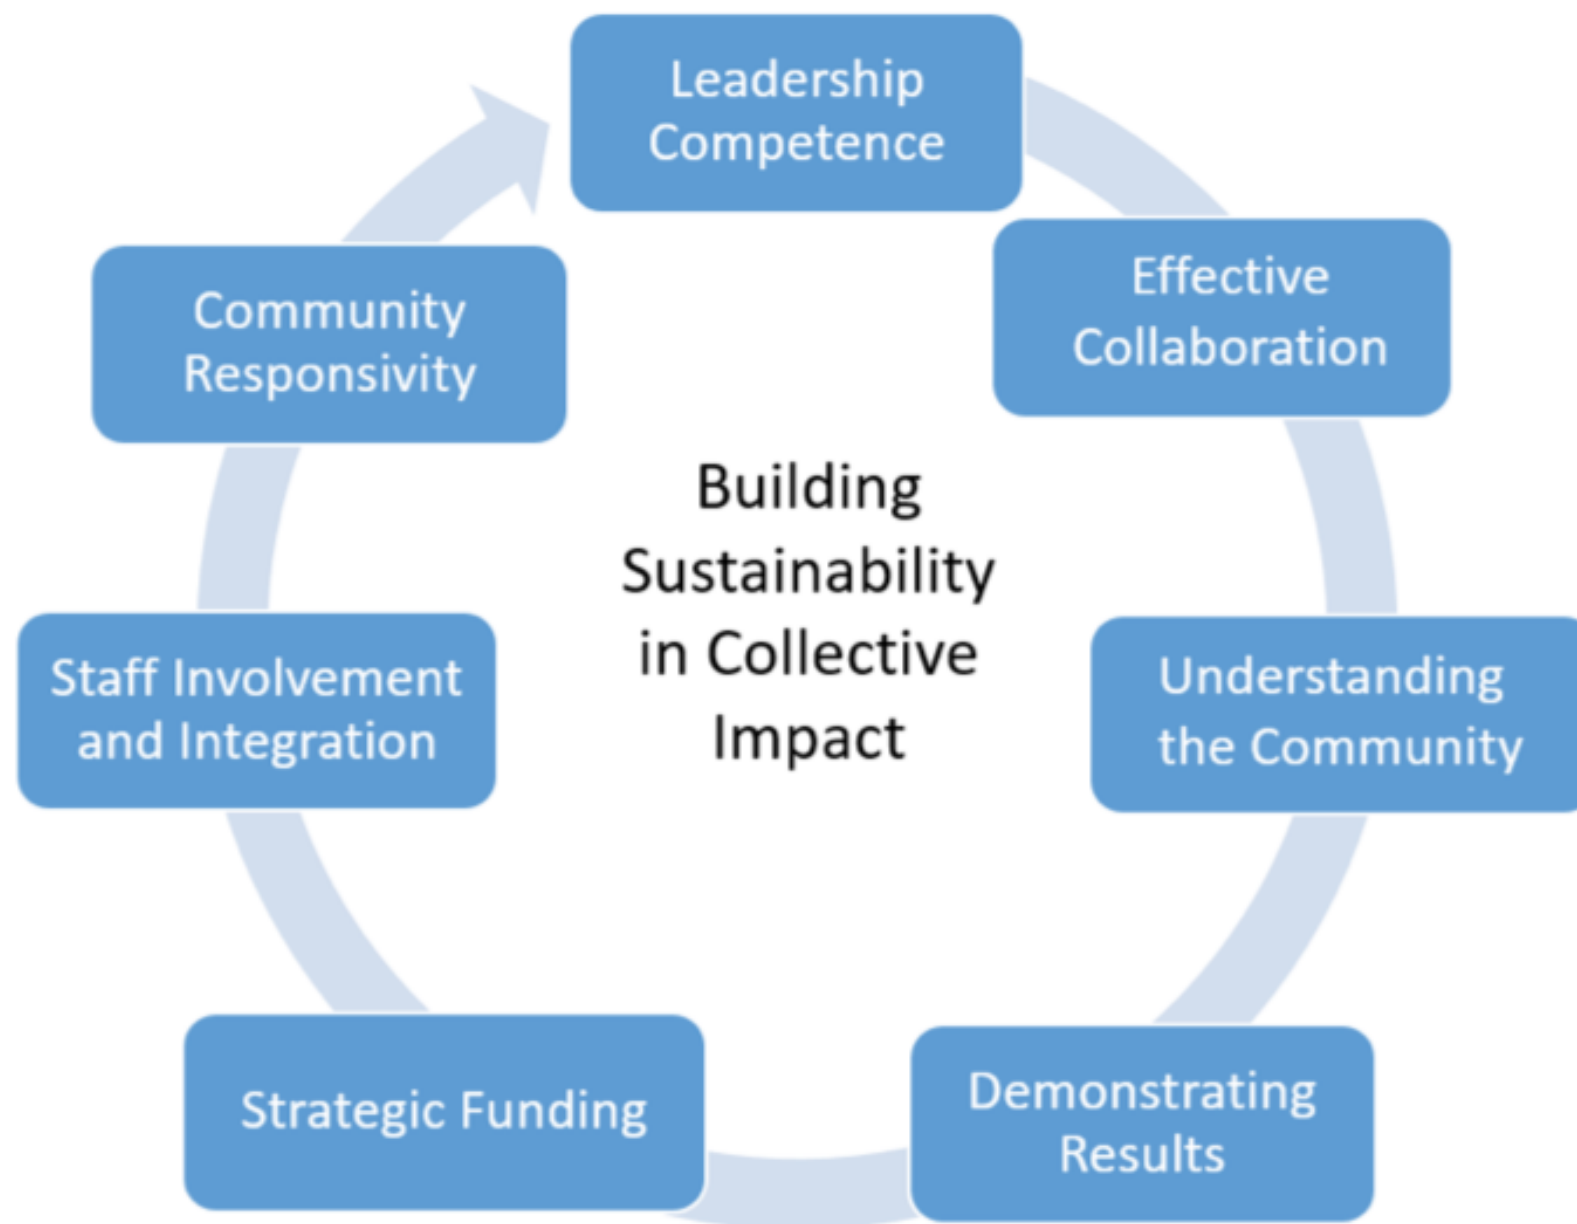 Leadership
Competence
Effective
Collaboration
Understanding
the Community
Demonstrating
Results
Strategic Funding
Staff Involvement
and Integration
Community
Responsivity
Building
Sustainability
in Collective
Impact